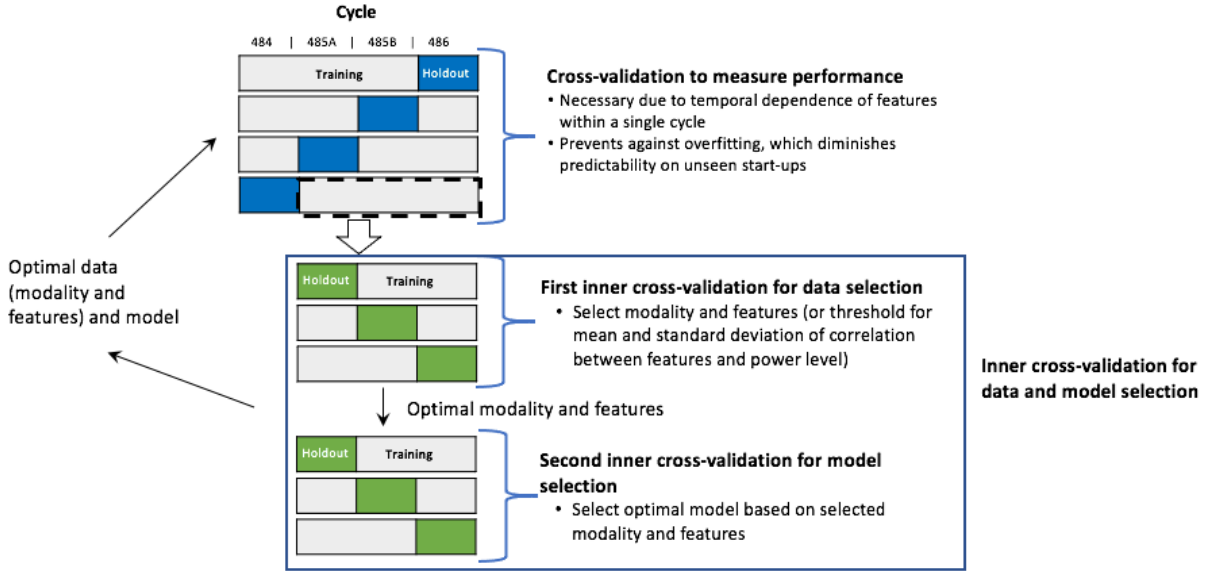 Cycle
484 | 485A | 485B | 486
Training
Holdout
Cross-validation to measure performance
• Necessary due to temporal dependence of features
within a single cycle
• Prevents against overfitting, which diminishes
predictability on unseen start-ups
Optimal data
(modality and
features) and model
Holdout
Training
First inner cross-validation for data selection
• Select modality and features (or threshold for
mean and standard deviation of correlation
between features and power level)
Inner cross-validation for
data and model selection
Optimal modality and features
Holdout
Training
Second inner cross-validation for model
selection
• Select optimal model based on selected
modality and features